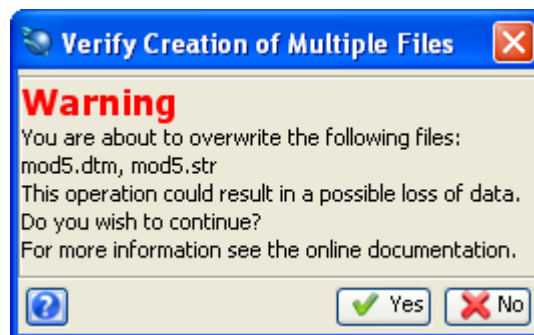 Verify Creation of Multiple Files
Warning
You are about to overwrite the following files:
mod5.dtm, mod5.str
This operation could result in a possible loss of data.
Do you wish to continue?
For more information see the online documentation.
? Yes No